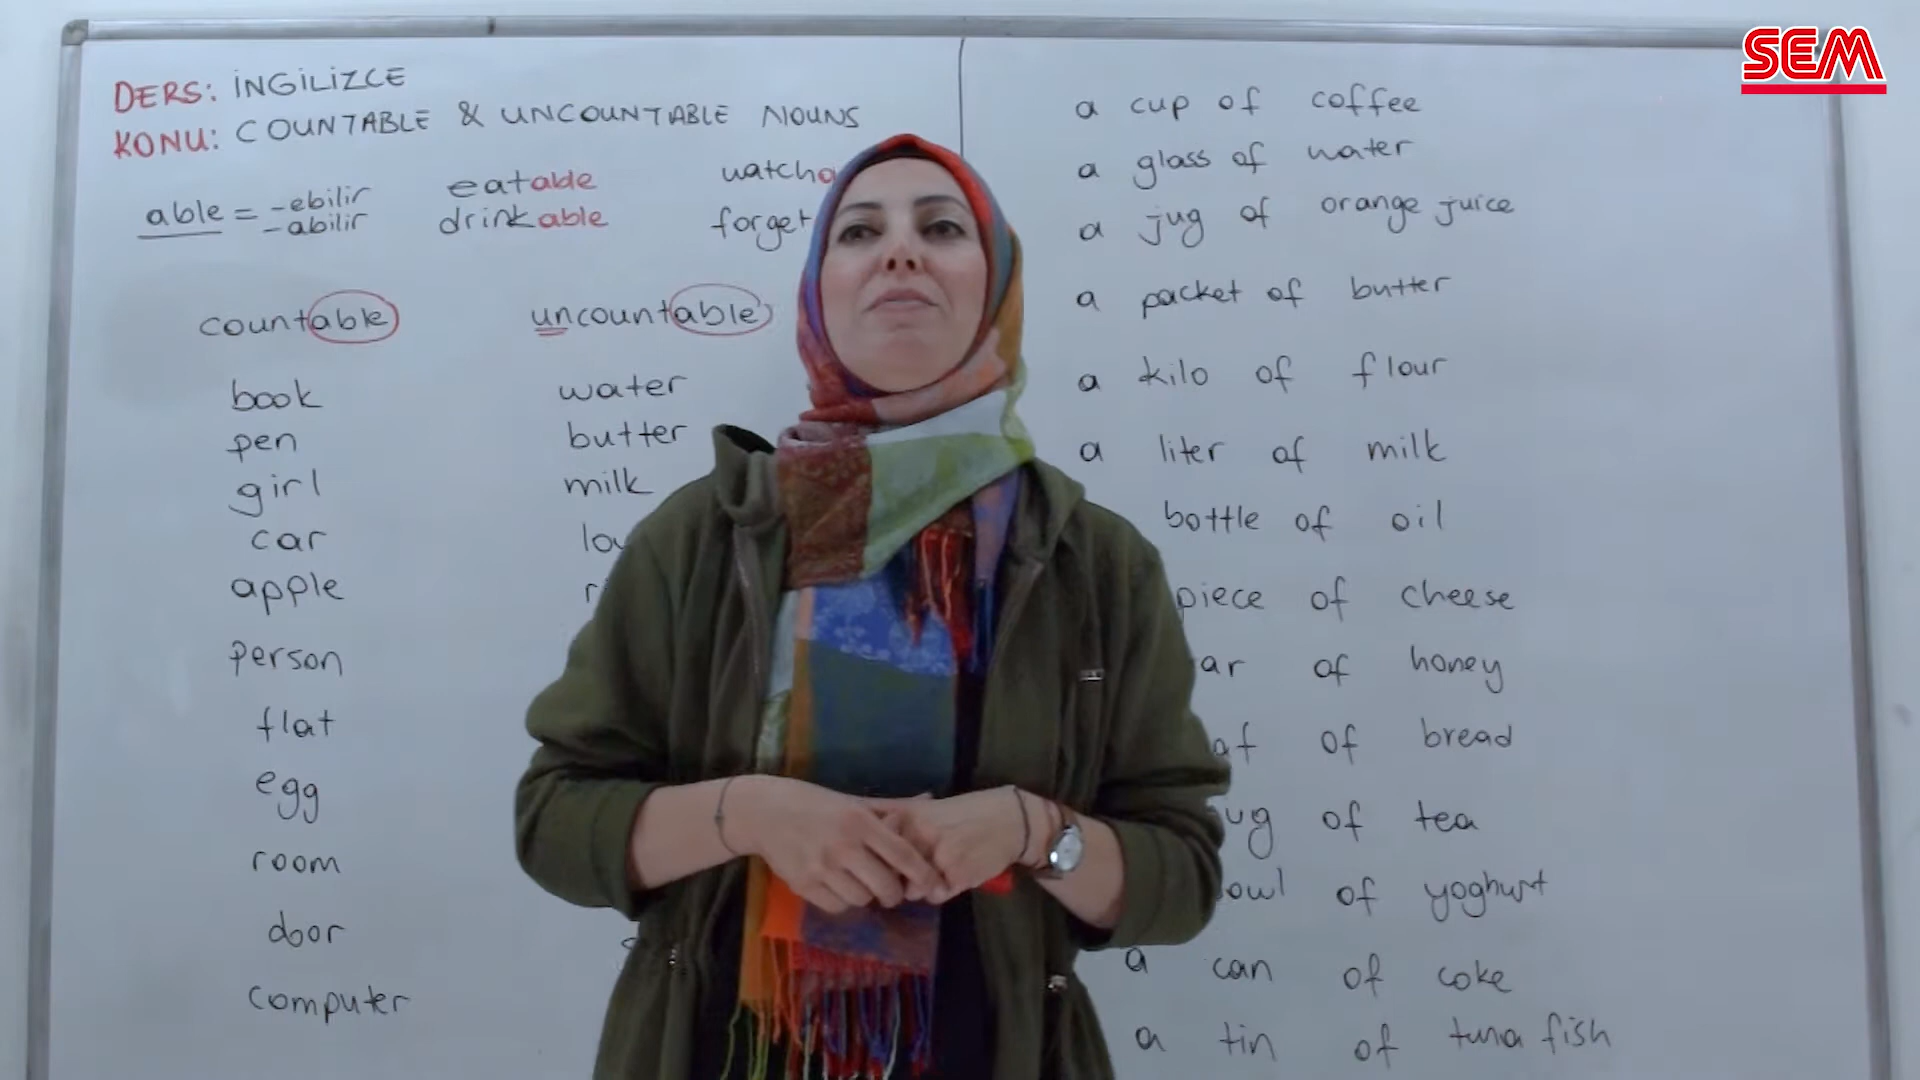 SEM
DERS: İNGİLİZCE
KONU: COUNTABLE & UNCOUNTABLE NOUNS
able = -ebilir
-abilir
eatable
drinkable
countable
book
pen
girl
car
apple
person
flat
egg
room
door
computer
uncountable
water
butter
milk
a cup of coffee
a glass of water
a jug of orange juice
a packet of butter
a kilo of flour
a liter of milk
bottle of oil
piece of cheese
of honey
of bread
of tea
of yoghurt
a can of coke
a tin of tuna fish